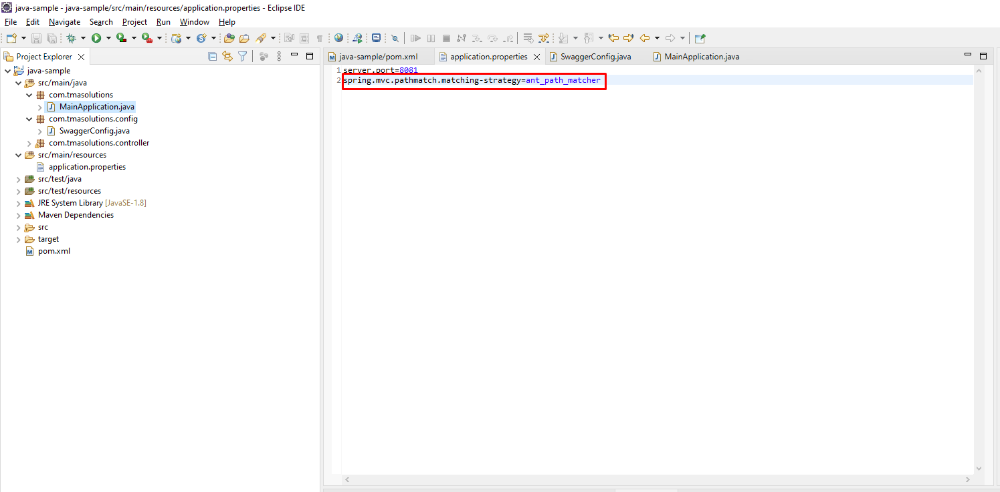 java-sample - java-sample/src/main/resources/application.properties - Eclipse IDE
File Edit Navigate Search Project Run Window Help
Project Explorer
java-sample
src/main/java
com.tmasolutions
MainApplication.java
com.tmasolutions.config
SwaggerConfig.java
com.tmasolutions.controller
src/main/resources
application.properties
src/test/java
src/test/resources
JRE System Library [JavaSE-1.8]
Maven Dependencies
src
target
pom.xml
java-sample/pom.xml application.properties SwaggerConfig.java MainApplication.java
1 server.port=8081
2 spring.mvc.pathmatch.matching-strategy=ant_path_matcher